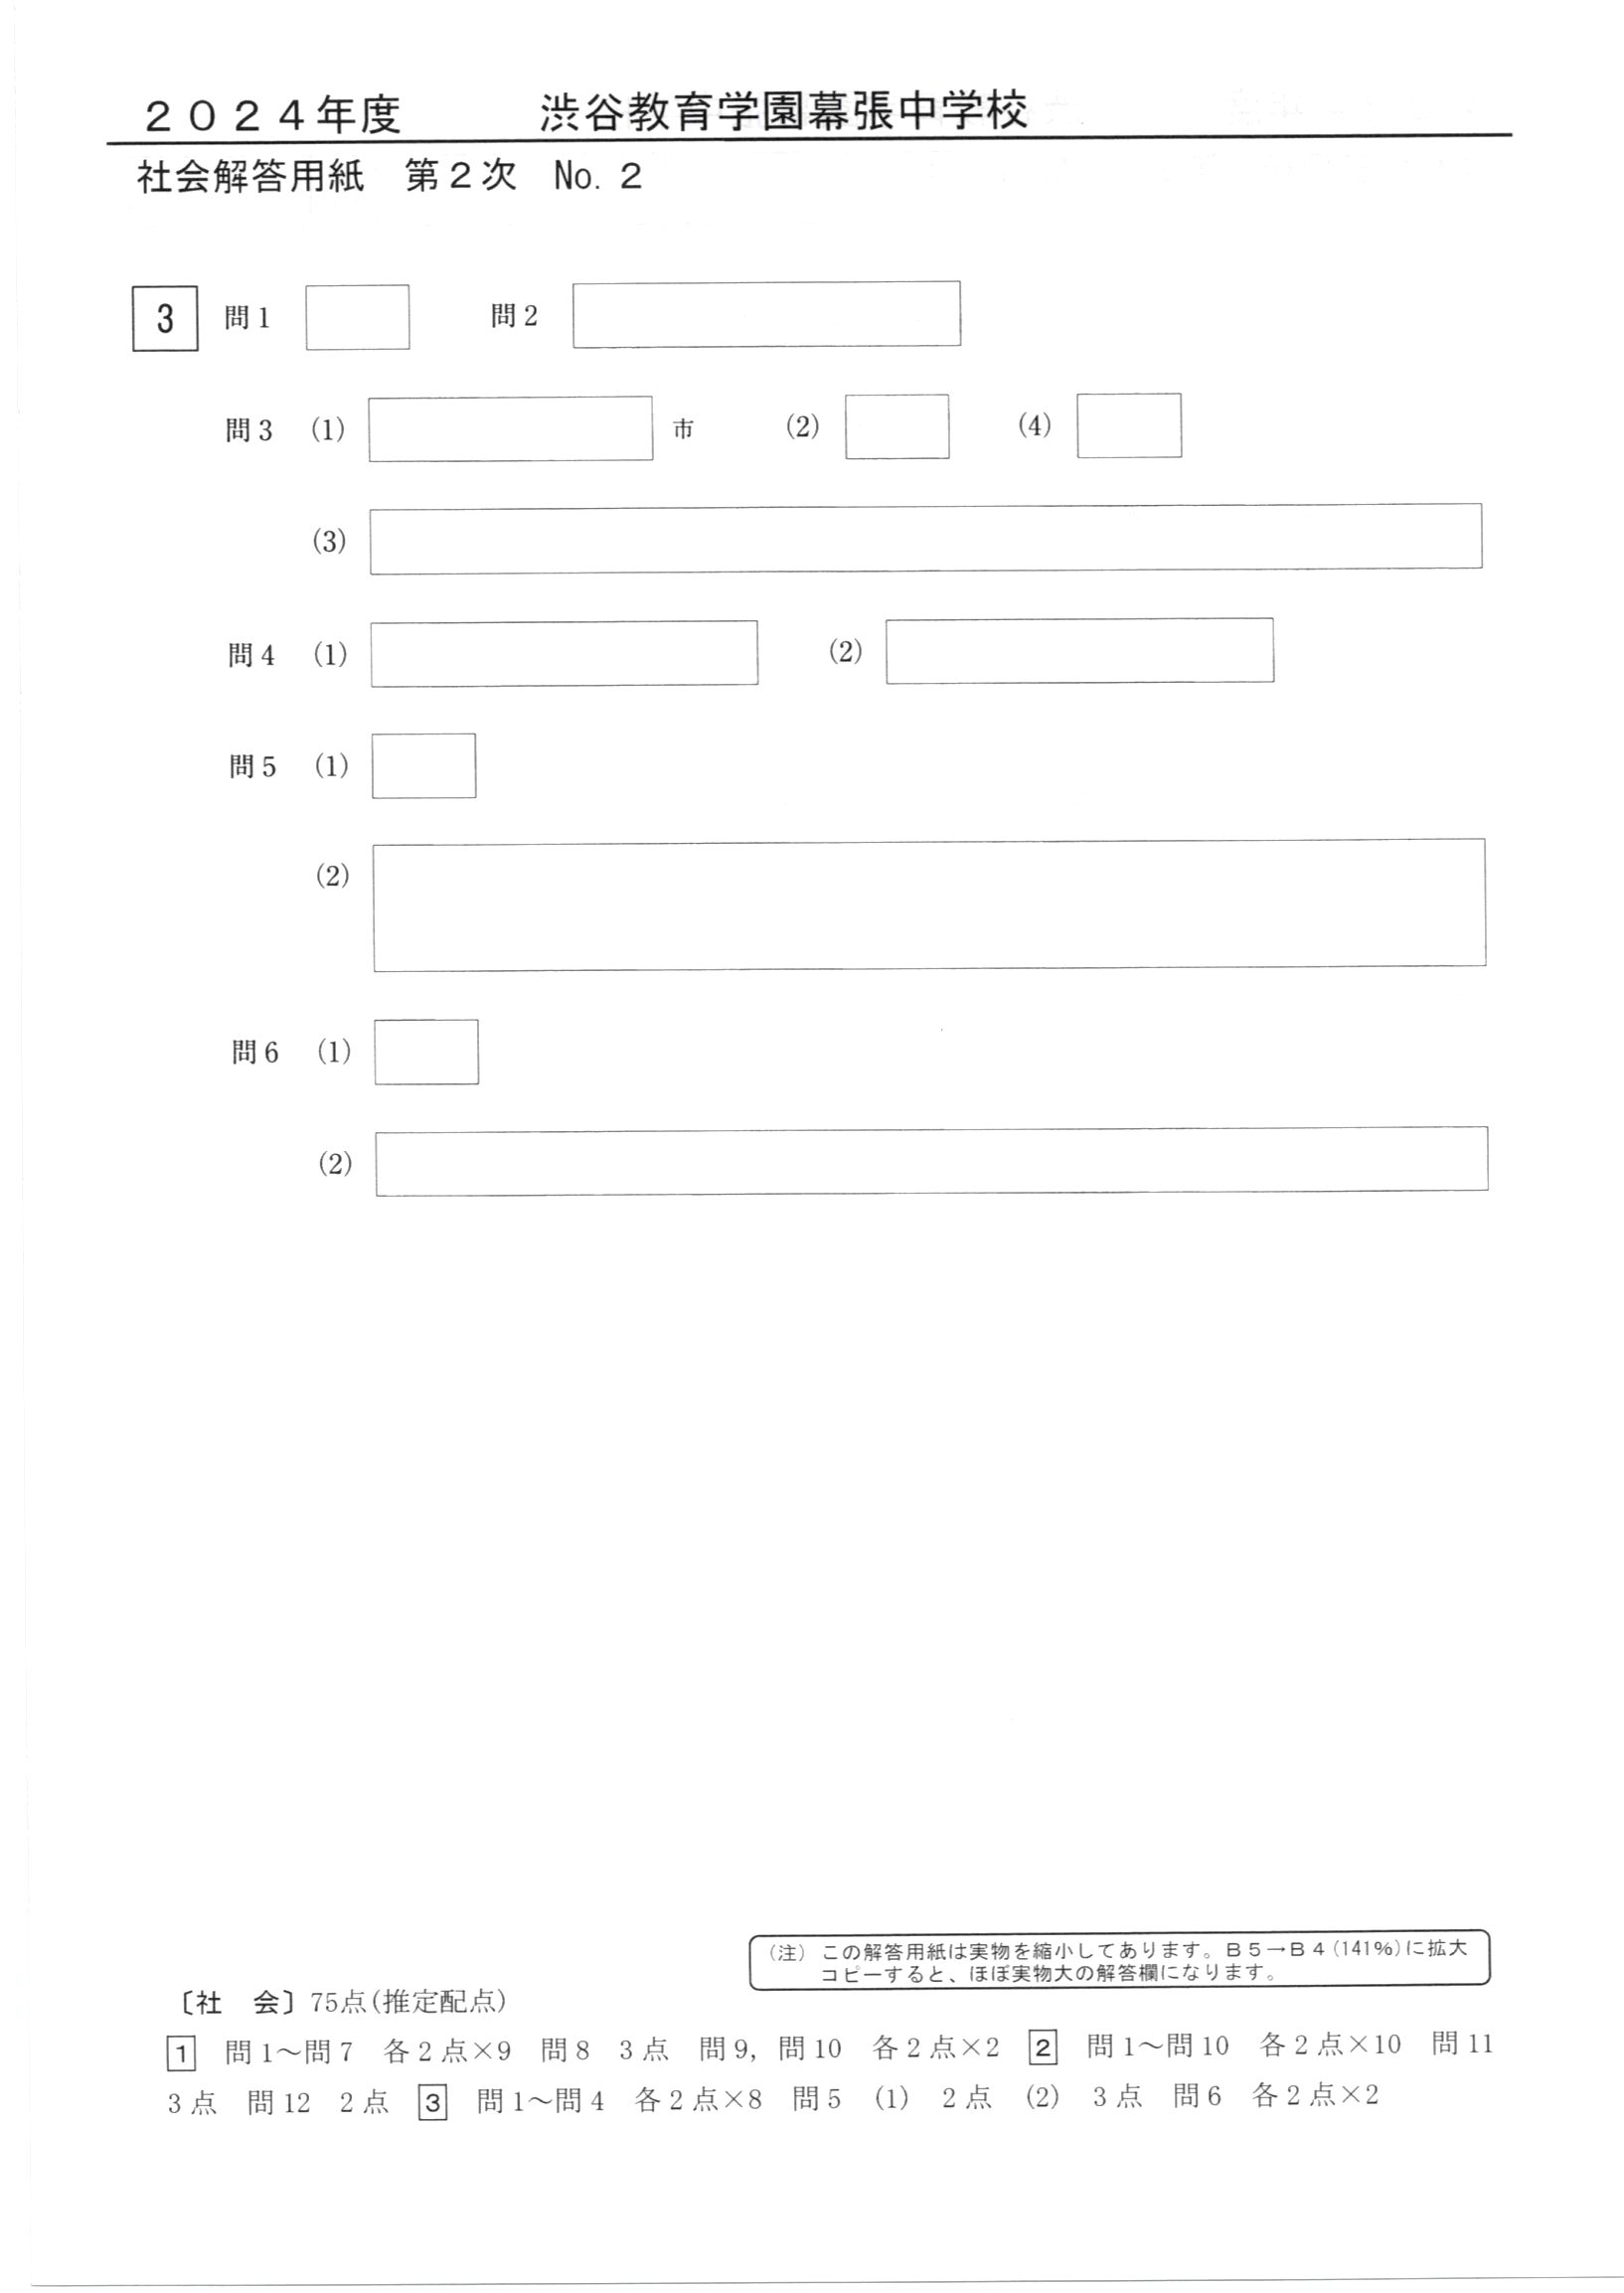 2024年度 渋谷教育学園幕張中学校
社会解答用紙 第2次 No. 2
3 問1 問2
問3 (1) 市 (2) (4)
(3)
問4 (1) (2)
問5 (1)
(2)
問6 (1)
(2)
(注) この解答用紙は実物を縮小してあります。B5→B4(141%)に拡大
コピーすると、ほぼ実物大の解答欄になります。
〔社 会〕75点(推定配点)
1 問1～問7 各2点×9 問8 3点 問9, 問10 各2点×2 2 問1～問10 各2点×10 問11
3点 問12 2点 3 問1～問4 各2点×8 問5 (1) 2点 (2) 3点 問6 各2点×2